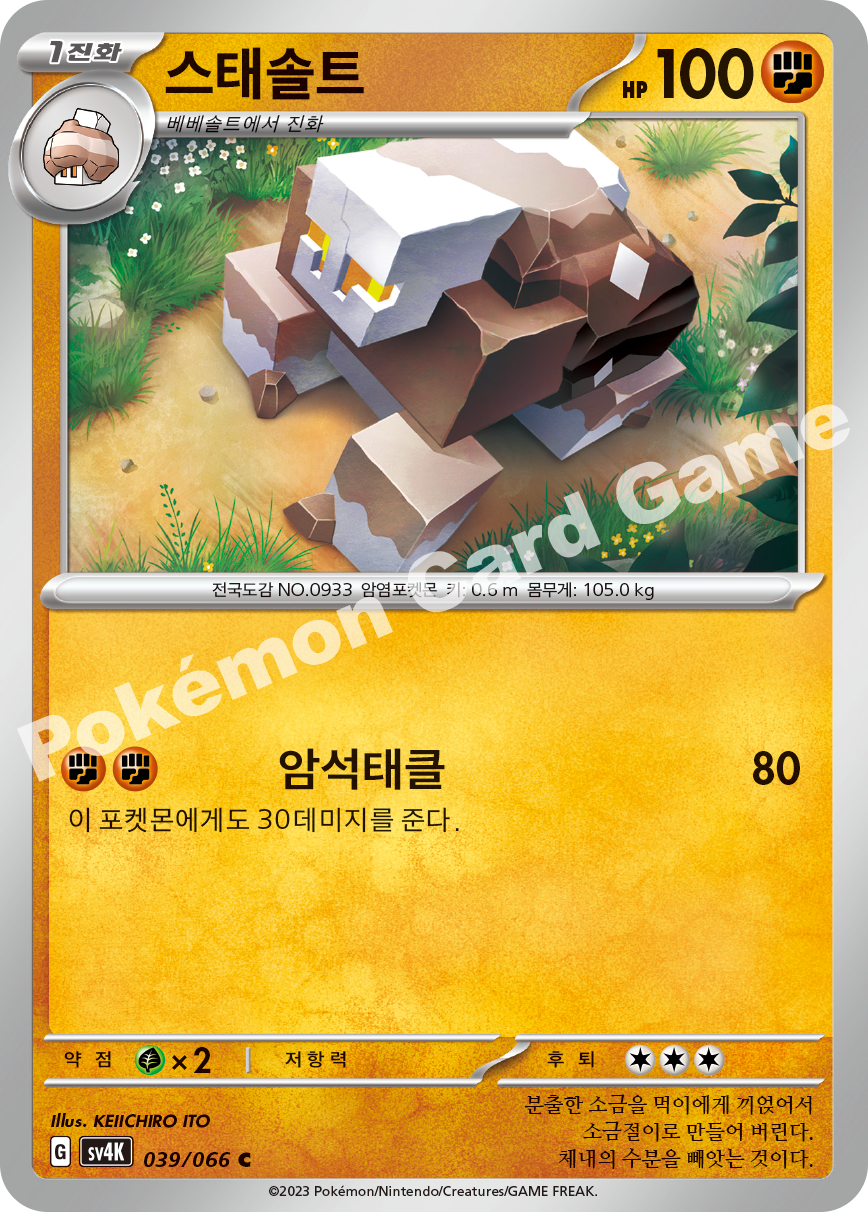 1진화
스태솔트
HP 100
베베솔트에서 진화
전국도감 NO.0933 암염포켓몬 키: 0.6 m 몸무게: 105.0 kg
Pokémon Card Game
암석태클 80
이 포켓몬에게도 30데미지를 준다.
약점 ×2 저항력 후퇴
Illus. KEIICHIRO ITO
분출한 소금을 먹이에게 끼얹어서
소금절이로 만들어 버린다.
체내의 수분을 빼앗는 것이다.
G sv4K 039/066 C
©2023 Pokémon/Nintendo/Creatures/GAME FREAK.